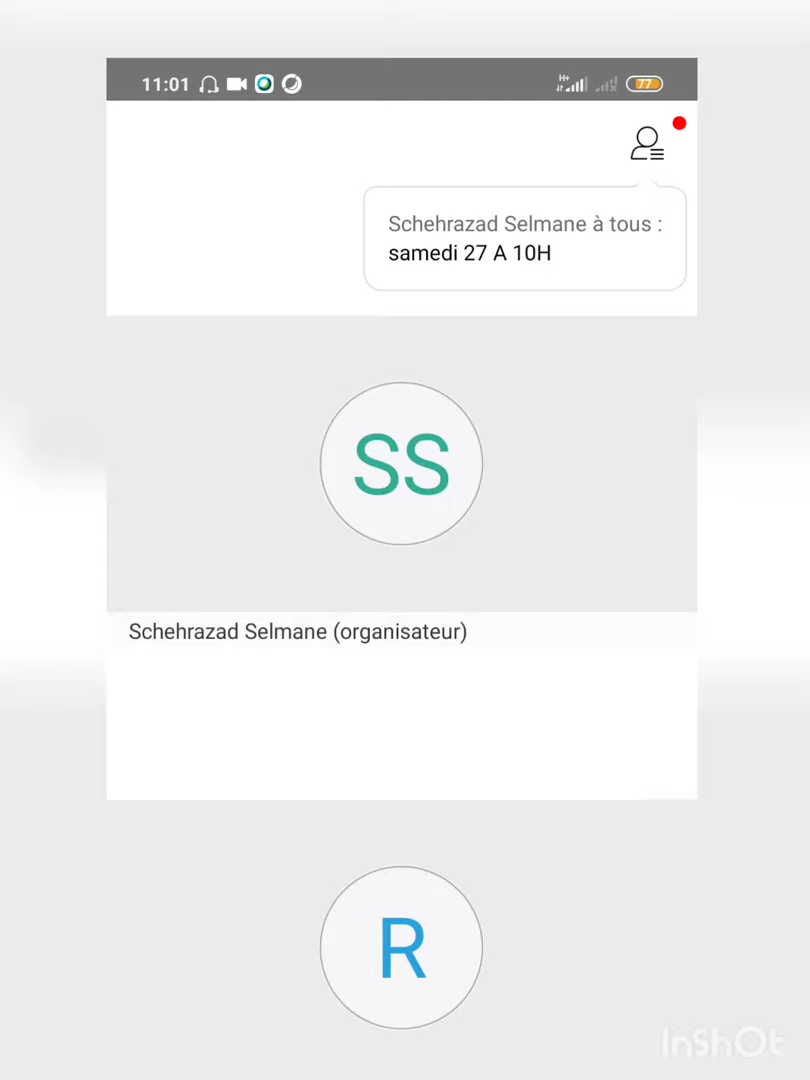 11:01
H+
77
Schehrazad Selmane à tous :
samedi 27 A 10H
SS
Schehrazad Selmane (organisateur)
R
InShOt